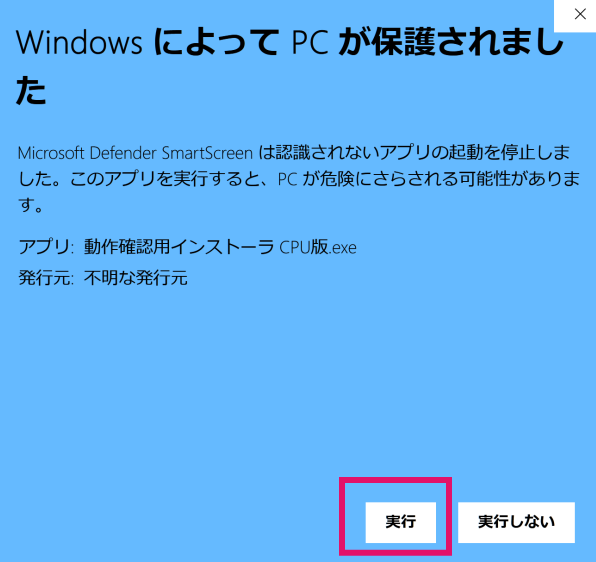 Windows によって PC が保護されまし
た
Microsoft Defender SmartScreen は認識されないアプリの起動を停止しま
した。このアプリを実行すると、PC が危険にさらされる可能性がありま
す。
アプリ: 動作確認用インストーラ CPU版.exe
発行元: 不明な発行元
実行 実行しない